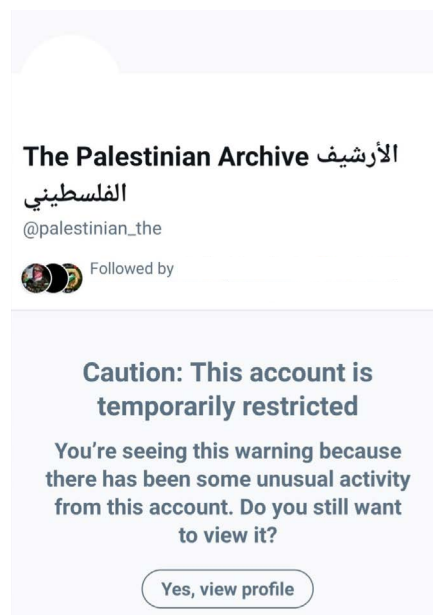 The Palestinian Archive الأرشيف
الفلسطيني
@palestinian_the
Followed by
Caution: This account is
temporarily restricted
You’re seeing this warning because
there has been some unusual activity
from this account. Do you still want
to view it?
Yes, view profile